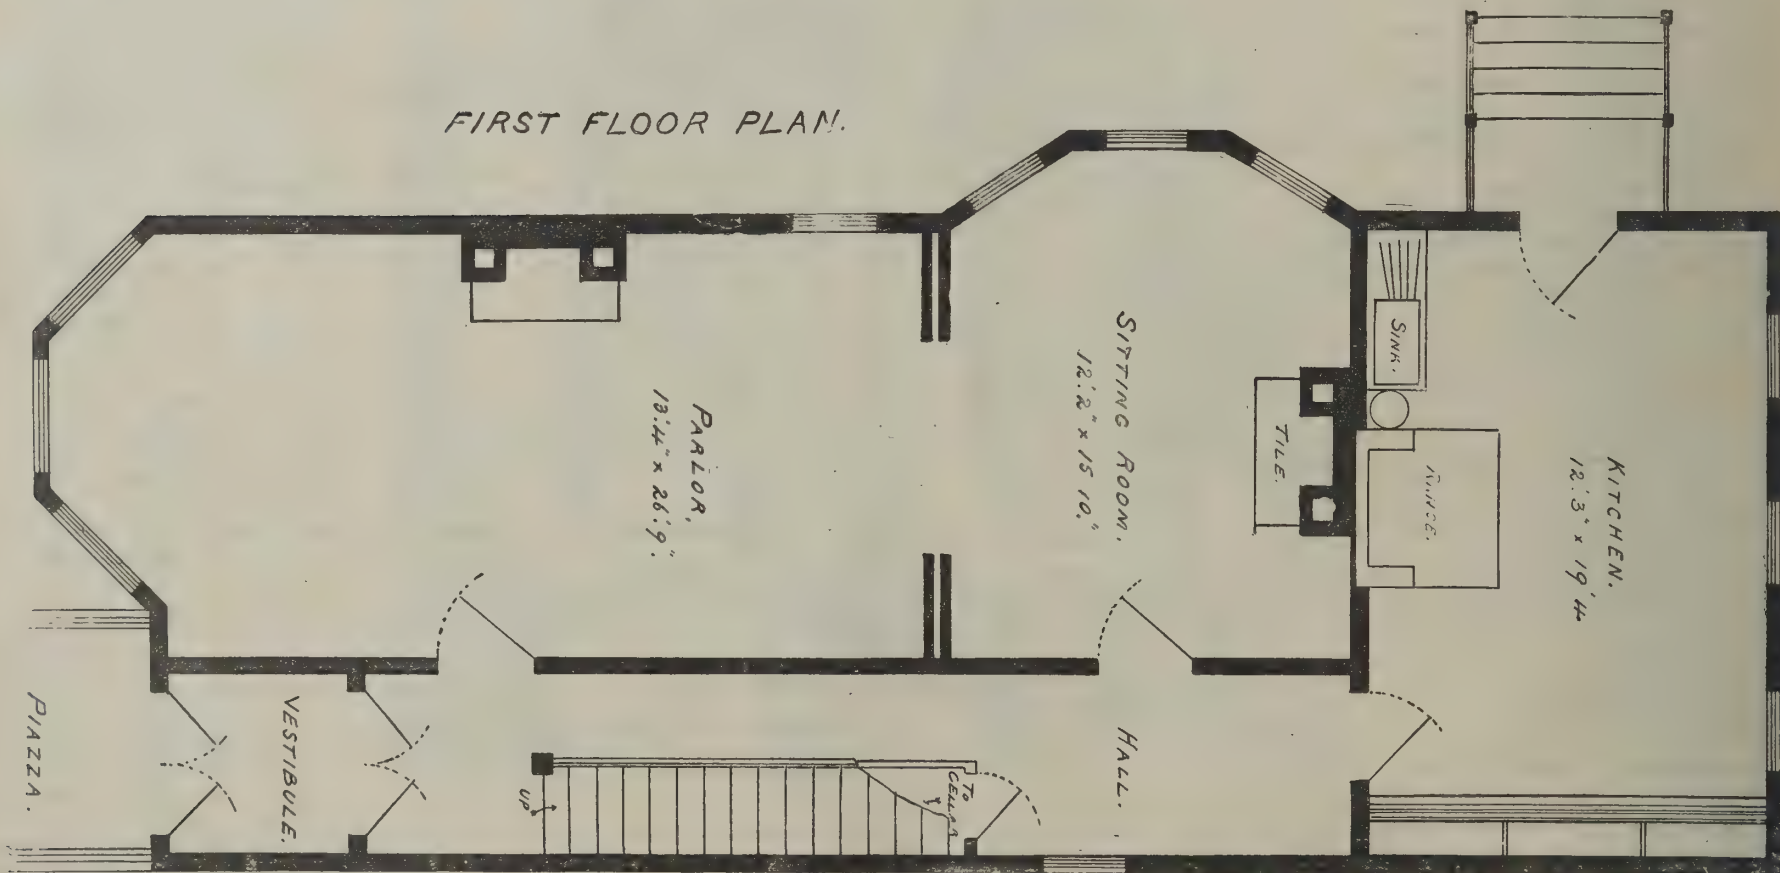 FIRST FLOOR PLAN.
SITTING ROOM.
12'.2" x 15 10."
SINK.
TILE.
RANGE.
KITCHEN.
12'.3" x 19'4
PARLOR.
13'.4" x 26'.9".
PIAZZA.
VESTIBULE.
UP
TO
CELLAR
HALL.